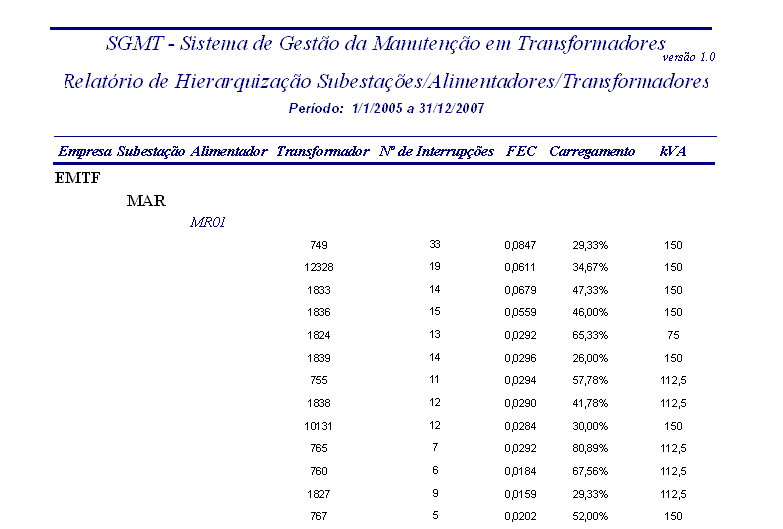 SGMT - Sistema de Gestão da Manutenção em Transformadores
versão 1.0
Relatório de Hierarquização Subestações/Alimentadores/Transformadores
Período: 1/1/2005 a 31/12/2007
Empresa Subestação Alimentador Transformador Nº de Interrupções FEC Carregamento kVA
EMTF
MAR
MR01
749 33 0,0847 29,33% 150
12328 19 0,0611 34,67% 150
1833 14 0,0679 47,33% 150
1836 15 0,0559 46,00% 150
1824 13 0,0292 65,33% 75
1839 14 0,0296 26,00% 150
755 11 0,0294 57,78% 112,5
1838 12 0,0290 41,78% 112,5
10131 12 0,0284 30,00% 150
765 7 0,0292 80,89% 112,5
760 6 0,0184 67,56% 112,5
1827 9 0,0159 29,33% 112,5
767 5 0,0202 52,00% 150